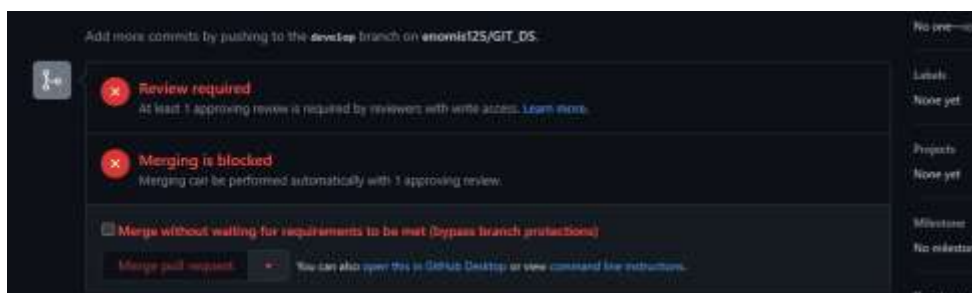 Add more commits by pushing to the develop branch on enomis125/GIT_DS.
Review required
At least 1 approving review is required by reviewers with write access. Learn more.
Merging is blocked
Merging can be performed automatically with 1 approving review.
Merge without waiting for requirements to be met (bypass branch protections)
Merge pull request
You can also open this in GitHub Desktop or view command line instructions.
No one—
Labels
None yet
Projects
None yet
Milestone
No milestone